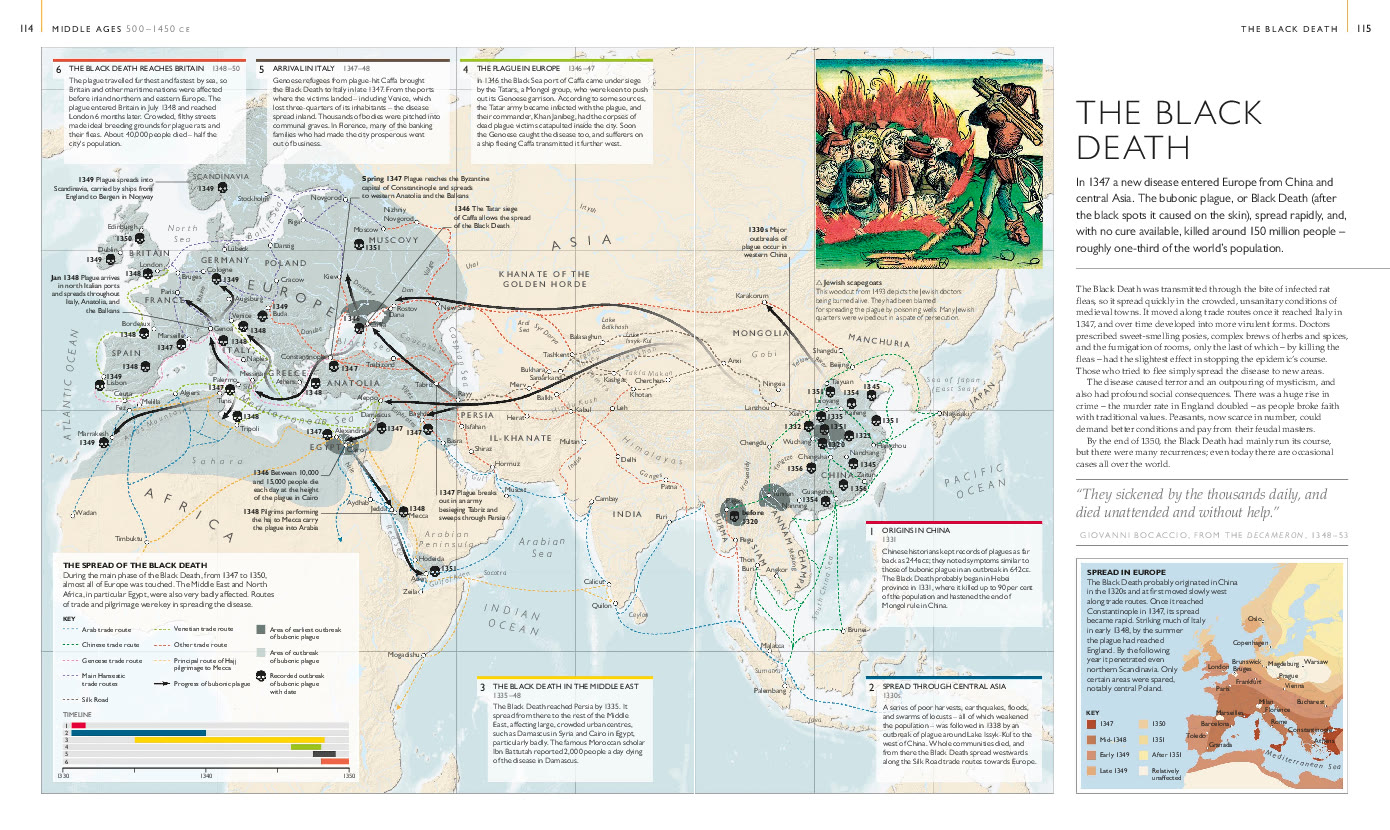 114
MIDDLE AGES 500–1450 CE
THE BLACK DEATH
115
6 THE BLACK DEATH REACHES BRITAIN 1348–50
The plague travelled furthest and fastest by sea, so
Britain and other maritime nations were affected
before inland northern and eastern Europe. The
plague entered Britain in July 1348 and reached
London 6 months later. Crowded, filthy streets
made ideal breeding grounds for plague rats and
their fleas. About 40,000 people died – half the
city's population.
5 ARRIVAL IN ITALY 1347–48
Genoese refugees from plague-hit Caffa brought
the Black Death to Italy in late 1347. From the ports
where the victims landed – including Venice, which
lost three-quarters of its inhabitants – the disease
spread inland. Thousands of bodies were pitched into
communal graves. In Florence, many of the banking
families who had made the city prosperous went
out of business.
4 THE PLAGUE IN EUROPE 1346–47
In 1346 the Black Sea port of Caffa came under siege
by the Tatars, a Mongol group, who were keen to push
out its Genoese garrison. According to some sources,
the Tatar army became infected with the plague, and
their commander, Khan Janibeg, had the corpses of
dead plague victims catapulted inside the city. Soon
the Genoese caught the disease too, and sufferers on
a ship fleeing Caffa transmitted it further west.
THE BLACK
DEATH
In 1347 a new disease entered Europe from China and
central Asia. The bubonic plague, or Black Death (after
the black spots it caused on the skin), spread rapidly, and,
with no cure available, killed around 150 million people –
roughly one-third of the world's population.
The Black Death was transmitted through the bite of infected rat
fleas, so it spread quickly in the crowded, unsanitary conditions of
medieval towns. It moved along trade routes once it reached Italy in
1347, and over time developed into more virulent forms. Doctors
prescribed sweet-smelling posies, complex brews of herbs and spices,
and the fumigation of rooms, only the last of which – by killing the
fleas – had the slightest effect in stopping the epidemic's course.
Those who tried to flee simply spread the disease to new areas.
The disease caused terror and an outpouring of mysticism, and
also had profound social consequences. There was a huge rise in
crime – the murder rate in England doubled – as people broke faith
with traditional values. Peasants, now scarce in number, could
demand better conditions and pay from their feudal masters.
By the end of 1350, the Black Death had mainly run its course,
but there were many recurrences; even today there are occasional
cases all over the world.
"They sickened by the thousands daily, and
died unattended and without help."
GIOVANNI BOCACCIO, FROM THE DECAMERON, 1348–53
△ Jewish scapegoats
This woodcut from 1493 depicts the Jewish doctors
being burned alive. They had been blamed
for spreading the plague by poisoning wells. Many Jewish
quarters were wiped out in a spate of persecution.
1349 Plague spreads into
Scandinavia, carried by ships from
England to Bergen in Norway
Spring 1347 Plague reaches the Byzantine
capital of Constantinople and spreads
to western Anatolia and the Balkans
1346 The Tatar siege
of Caffa allows the spread
of the Black Death
1330s Major
outbreaks of
plague occur in
western China
Jan 1348 Plague arrives
in north Italian ports
and spreads throughout
Italy, Anatolia, and
the Balkans
1346 Between 10,000
and 15,000 people die
each day at the height
of the plague in Cairo
1348 Pilgrims performing
the haj to Mecca carry
the plague into Arabia
1347 Plague breaks
out in an army
besieging Tabriz and
sweeps through Persia
SCANDINAVIA
1349
Stockholm
Novgorod
Nizhniy
Novgorod
Moscow
MUSCOVY
1351
Edinburgh
1350
Dublin
1349
BRITAIN
London
1348
North
Sea
Riga
Lübeck
Danzig
GERMANY
POLAND
Cologne
1349
Bruges
Cracow
Kiev
Paris
FRANCE
Augsburg
EUROPE
Venice
1348
1349
Buda
Genoa
Bordeaux
1348
Marseille
1347
SPAIN
1348
1349
Lisbon
ITALY
1348
Naples
Danube
Constantinople
1347
GREECE
Athens
1348
Messina
Palermo
1347
Tunis
1348
Tripoli
Ceuta
Melilla
Algiers
Fez
Marrakesh
1349
Mediterranean Sea
ANATOLIA
Black Sea
Trebizond
Caucasus
Caspian Sea
Rostov
Tana
New Sarai
Don
Dnieper
Volga
Ural
Irtysh
ASIA
KHANATE OF THE
GOLDEN HORDE
Aral
Sea
Syr Darya
Lake
Balkhash
Lake
Issyk-Kul
Balasaghun
Tashkent
Bukhara
Samarkand
Merv
Balkh
Kashgar
Takla Makan
Cherchen
Hindu Kush
Kabul
Leh
Khotan
Herat
Tabriz
Rayy
Aleppo
Damascus
1347
Baghdad
1347
PERSIA
Isfahan
IL-KHANATE
Basra
Shiraz
Hormuz
Muscat
Multan
Indus
Delhi
Himalayas
Ganges
Patna
Cambay
INDIA
Puri
Calicut
Quilon
Ceylon
Alexandria
1347
Cairo
EGYPT
Nile
Aydhab
Jedda
1348
Mecca
Red Sea
Arabian
Peninsula
Arabian
Sea
Hodeida
Aden
1351
Socotra
Zeila
Mogadishu
INDIAN
OCEAN
ATLANTIC OCEAN
AFRICA
Sahara
Wadan
Timbuktu
Karakorum
MONGOLIA
Gobi
Anxi
Ningxia
Lanzhou
Shangdu
Beijing
MANCHURIA
Sea of Japan
(East Sea)
JAPAN
Nagasaki
Taiyuan
1351
1345
Luoyang
Kaifeng
Xian
1332
1335
1351
1351
Wuchang
1320
1323
Hangzhou
Chengdu
Yangtze
Nanchang
Changsha
1356
1345
CHINA
Zaitun
1356
Guangzhou
1354
Yunnan
Nanning
Pagan
before
1320
BURMA
Pegu
Thon
Buri
SIAM
Angkor
ANNAM
CHAMPA
Mekong
South China Sea
Brunei
Malacca
Sumatra
Palembang
Java
PACIFIC
OCEAN
1 ORIGINS IN CHINA
1331
Chinese historians kept records of plagues as far
back as 244BCE; they noted symptoms similar to
those of bubonic plague in an outbreak in 642CE.
The Black Death probably began in Hebei
province in 1331, where it killed up to 90 per cent
of the population and hastened the end of
Mongol rule in China.
3 THE BLACK DEATH IN THE MIDDLE EAST
1335–48
The Black Death reached Persia by 1335. It
spread from there to the rest of the Middle
East, affecting large, crowded urban centres,
such as Damascus in Syria and Cairo in Egypt,
particularly badly. The famous Moroccan scholar
Ibn Battutah reported 2,000 people a day dying
of the disease in Damascus.
2 SPREAD THROUGH CENTRAL ASIA
1330s
A series of poor harvests, earthquakes, floods,
and swarms of locusts – all of which weakened
the population – was followed in 1338 by an
outbreak of plague around Lake Issyk-Kul to the
west of China. Whole communities died, and
from there the Black Death spread westwards
along the Silk Road trade routes towards Europe.
THE SPREAD OF THE BLACK DEATH
During the main phase of the Black Death, from 1347 to 1350,
almost all of Europe was touched. The Middle East and North
Africa, in particular Egypt, were also very badly affected. Routes
of trade and pilgrimage were key in spreading the disease.
KEY
Arab trade route
Chinese trade route
Genoese trade route
Main Hanseatic
trade routes
Silk Road
Venetian trade route
Other trade route
Principal route of Hajj
pilgrimage to Mecca
Progress of bubonic plague
Area of earliest outbreak
of bubonic plague
Area of outbreak
of bubonic plague
Recorded outbreak
of bubonic plague
with date
TIMELINE
1
2
3
4
5
6
1330
1340
1350
SPREAD IN EUROPE
The Black Death probably originated in China
in the 1320s and at first moved slowly west
along trade routes. Once it reached
Constantinople in 1347, its spread
became rapid. Striking much of Italy
in early 1348, by the summer
the plague had reached
England. By the following
year it penetrated even
northern Scandinavia. Only
certain areas were spared,
notably central Poland.
Oslo
Copenhagen
London
Brunswick
Bruges
Magdeburg
Warsaw
Frankfurt
Prague
Paris
Vienna
Milan
Bucharest
Marseilles
Florence
Barcelona
Rome
Constantinople
Toledo
Athens
Granada
Mediterranean Sea
KEY
1347
Mid-1348
Early 1349
Late 1349
1350
1351
After 1351
Relatively
unaffected